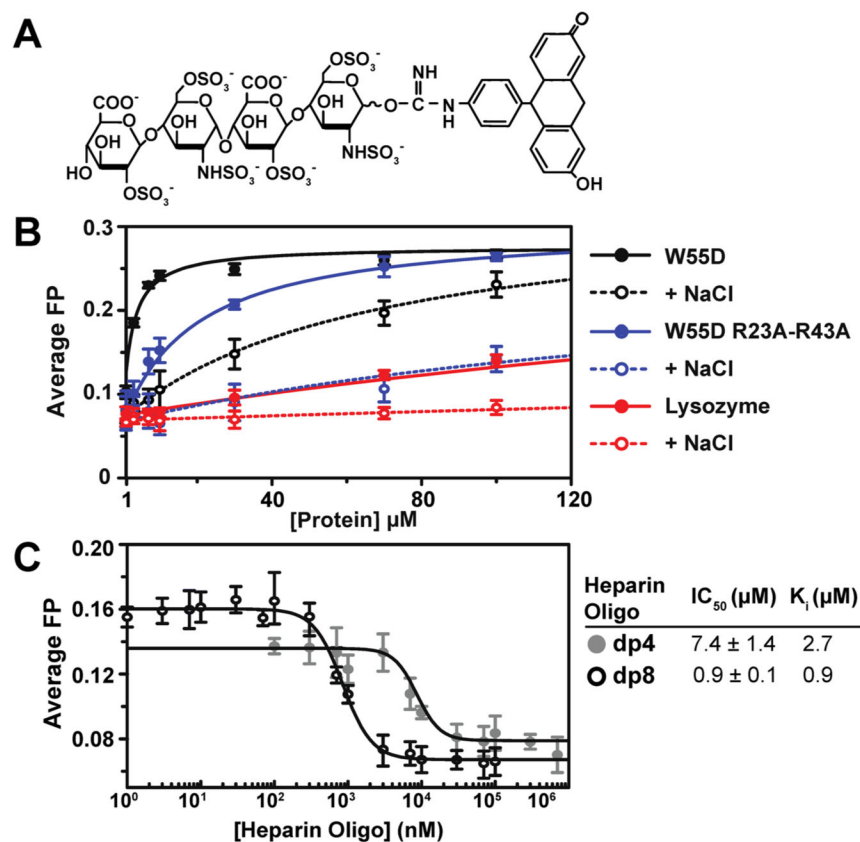 A
COO⁻
OH
HO
OSO₃⁻
OSO₃⁻
OH
NHSO₃⁻
COO⁻
OH
OSO₃⁻
OSO₃⁻
OH
NHSO₃⁻
O
O
O
O
O
O
O
O
C
NH
N
H
O
O
OH
B
Average FP
0.3
0.2
0.1
0
1
40
80
120
[Protein] μM
W55D
+ NaCl
W55D R23A-R43A
+ NaCl
Lysozyme
+ NaCl
C
Average FP
0.20
0.16
0.12
0.08
10⁰
10¹
10²
10³
10⁴
10⁵
10⁶
[Heparin Oligo] (nM)
Heparin
Oligo IC₅₀ (μM) Kᵢ (μM)
dp4 7.4 ± 1.4 2.7
dp8 0.9 ± 0.1 0.9